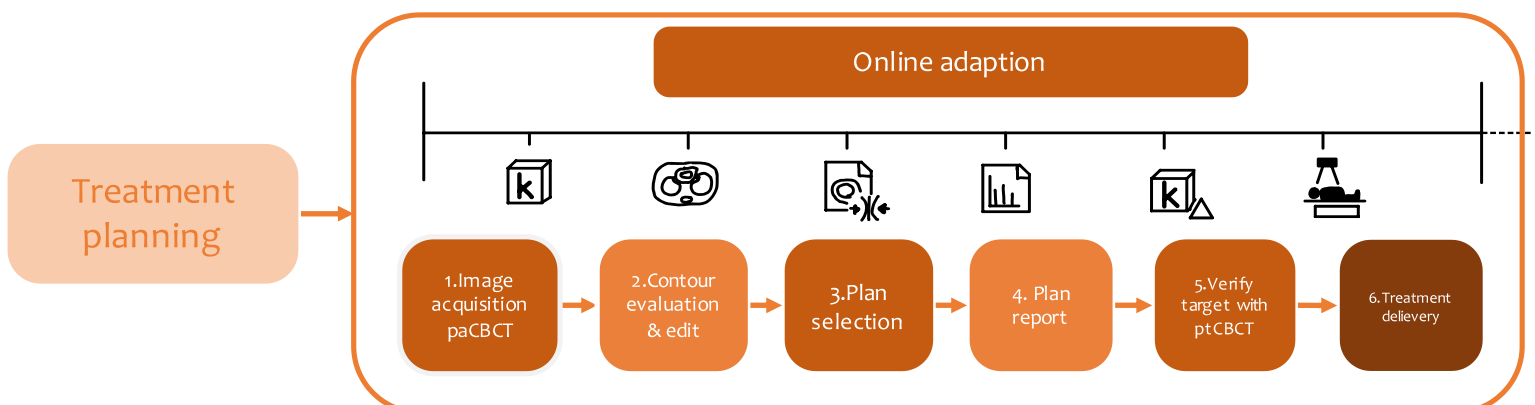 Online adaption
Treatment
planning
k
k
1.Image
acquisition
paCBCT
2.Contour
evaluation
& edit
3.Plan
selection
4. Plan
report
5.Verify
target with
ptCBCT
6.Treatment
delievery